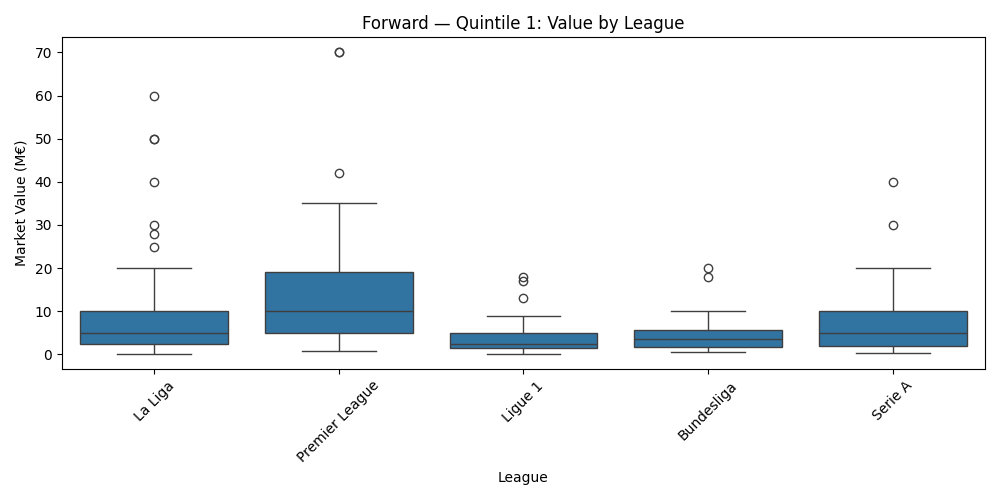 Forward — Quintile 1: Value by League
Market Value (M€)
70
60
50
40
30
20
10
0
La Liga
Premier League
Ligue 1
Bundesliga
Serie A
League